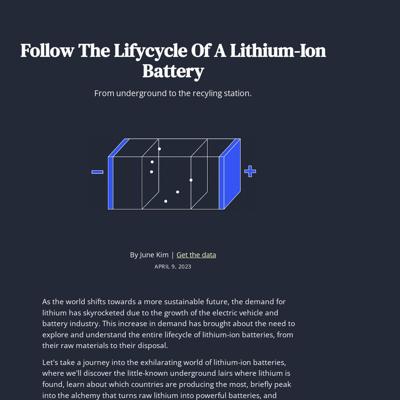 Follow The Lifycycle Of A Lithium-Ion
Battery
From underground to the recyling station.
−
+
By June Kim | Get the data
APRIL 9, 2023
As the world shifts towards a more sustainable future, the demand for
lithium has skyrocketed due to the growth of the electric vehicle and
battery industry. This increase in demand has brought about the need to
explore and understand the entire lifecycle of lithium-ion batteries, from
their raw materials to their disposal.
Let's take a journey into the exhilarating world of lithium-ion batteries,
where we'll discover the little-known underground lairs where lithium is
found, learn about which countries are producing the most, briefly peak
into the alchemy that turns raw lithium into powerful batteries, and